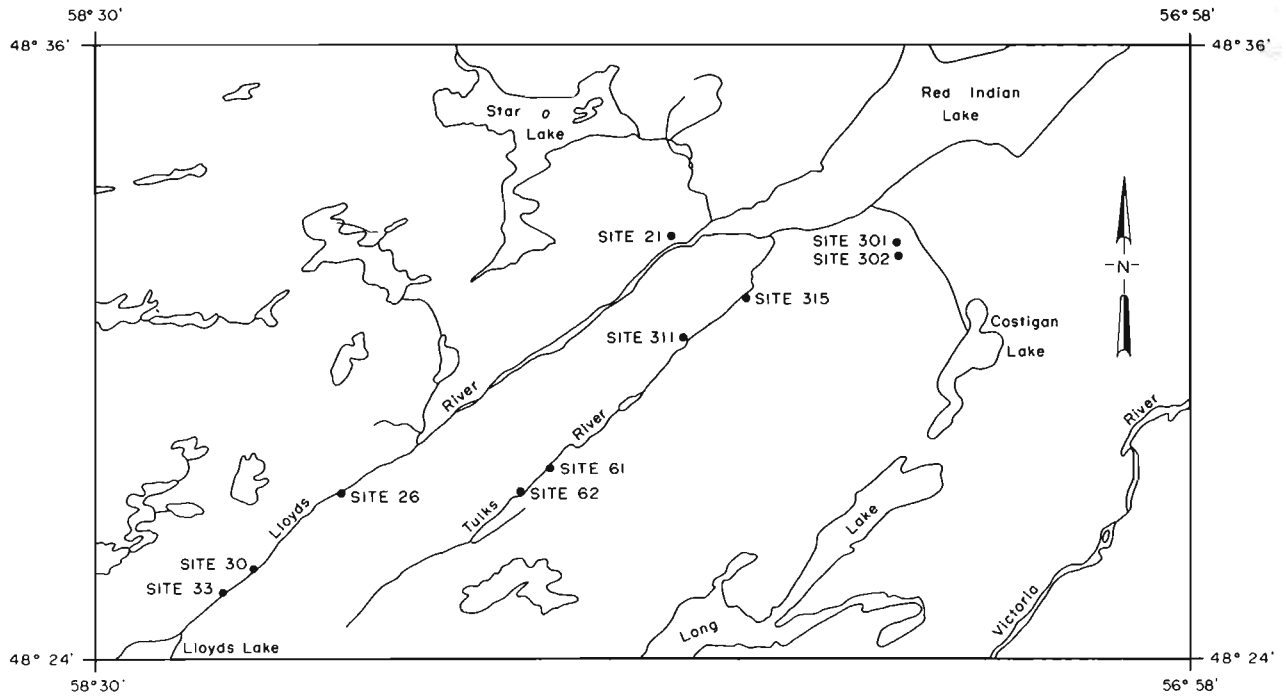 58° 30'
56° 58'
48° 36'
48° 36'
Red Indian
Lake
Star
Lake
SITE 21
SITE 301
SITE 302
N
SITE 315
Costigan
Lake
SITE 311
River
River
River
SITE 61
SITE 26
SITE 62
Lloyds
Tulks
Lake
SITE 30
SITE 33
Victoria
Long
Lloyds Lake
48° 24'
48° 24'
58° 30'
56° 58'